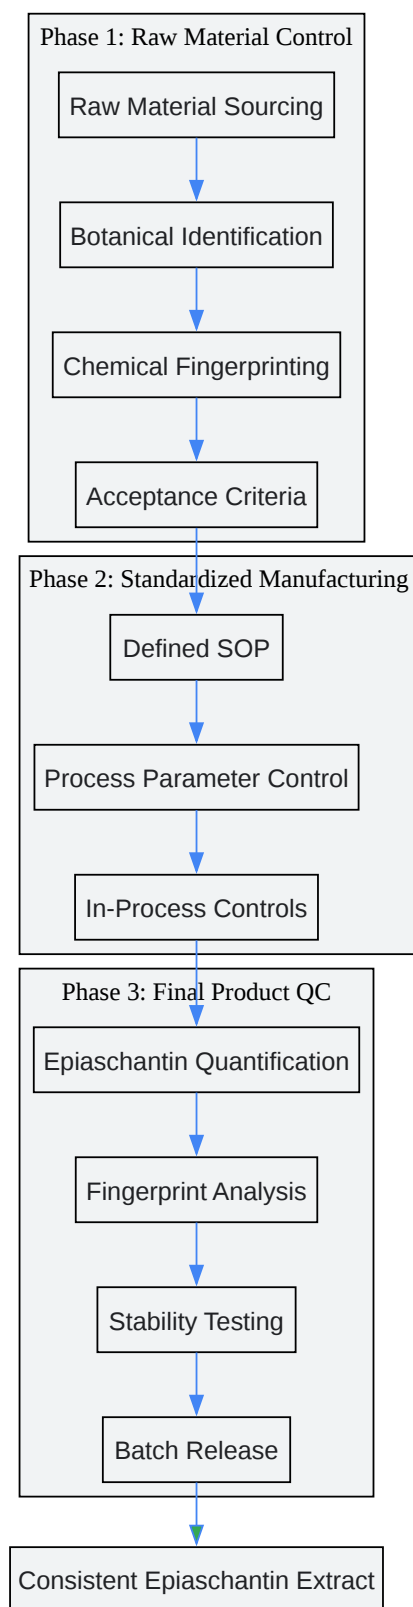 Phase 1: Raw Material Control
Raw Material Sourcing
Botanical Identification
Chemical Fingerprinting
Acceptance Criteria
Phase 2: Standardized Manufacturing
Defined SOP
Process Parameter Control
In-Process Controls
Phase 3: Final Product QC
Epiaschantin Quantification
Fingerprint Analysis
Stability Testing
Batch Release
Consistent Epiaschantin Extract